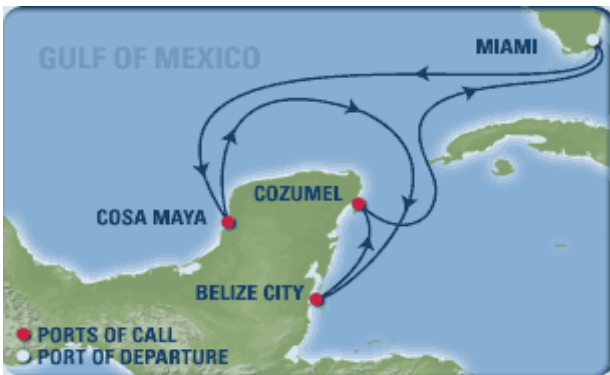 MIAMI
GULF OF MEXICO
COZUMEL
COSA MAYA
BELIZE CITY
PORTS OF CALL
PORT OF DEPARTURE